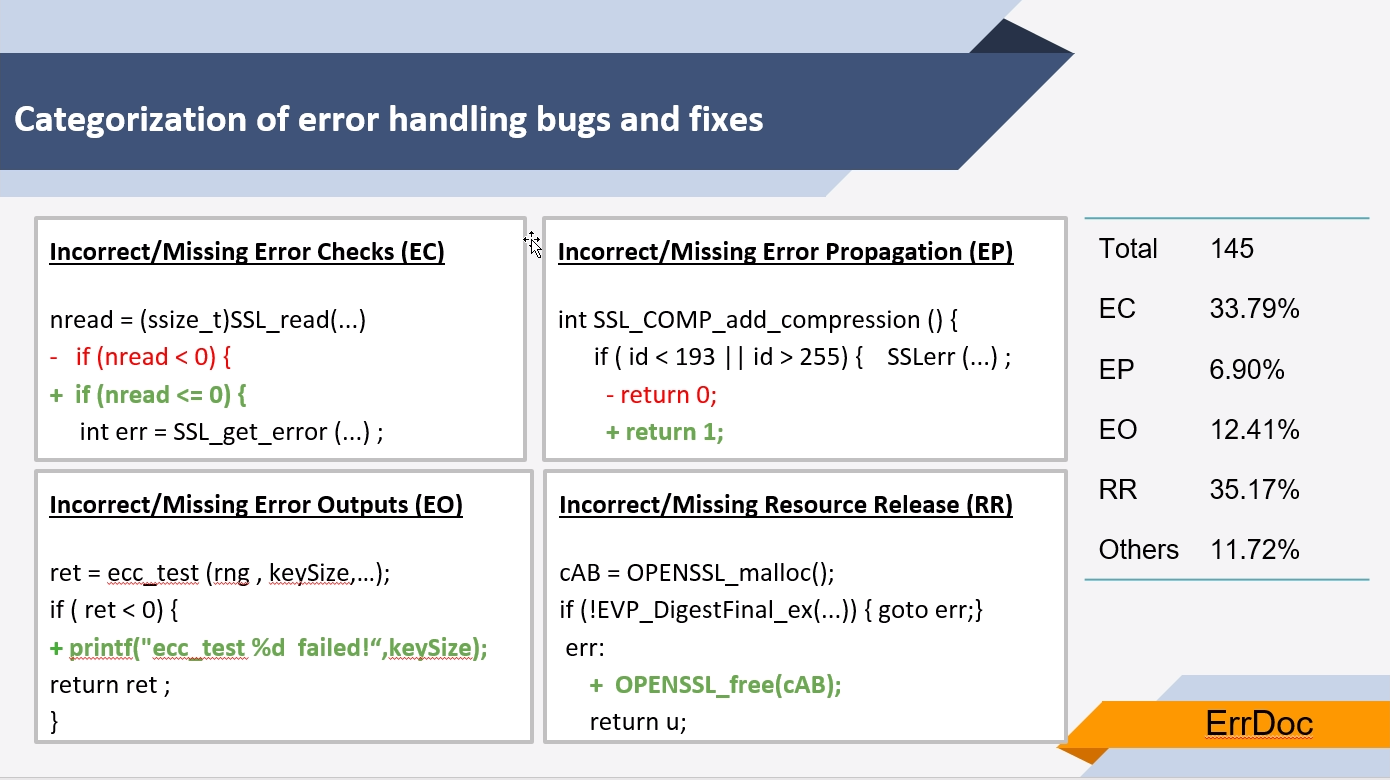 Categorization of error handling bugs and fixes
Incorrect/Missing Error Checks (EC)
nread = (ssize_t)SSL_read(...)
- if (nread < 0) {
+ if (nread <= 0) {
int err = SSL_get_error (...) ;
Incorrect/Missing Error Propagation (EP)
int SSL_COMP_add_compression () {
if ( id < 193 || id > 255) { SSLerr (...) ;
- return 0;
+ return 1;
Incorrect/Missing Error Outputs (EO)
ret = ecc_test (rng , keySize,...);
if ( ret < 0) {
+ printf("ecc_test %d failed!“,keySize);
return ret ;
}
Incorrect/Missing Resource Release (RR)
cAB = OPENSSL_malloc();
if (!EVP_DigestFinal_ex(...)) { goto err;}
err:
+ OPENSSL_free(cAB);
return u;
Total 145
EC 33.79%
EP 6.90%
EO 12.41%
RR 35.17%
Others 11.72%
ErrDoc